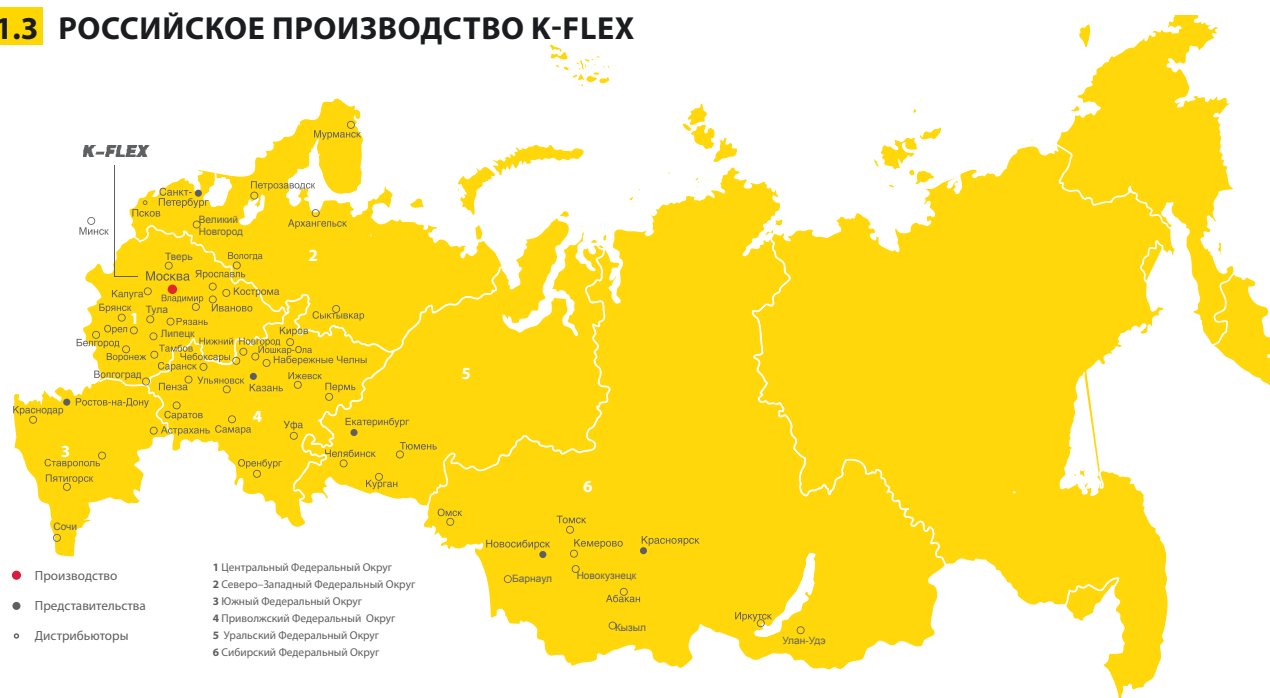 1.3 РОССИЙСКОЕ ПРОИЗВОДСТВО K-FLEX
K-FLEX
Мурманск
Петрозаводск
Санкт-
Петербург
Псков
Великий
Новгород
Архангельск
Минск
2
Тверь
Вологда
Москва
Ярославль
Калуга
Владимир
Кострома
Иваново
Брянск
Тула
1
Рязань
Сыктывкар
Орел
Липецк
Белгород
Нижний Новгород
Киров
Воронеж
Тамбов
Чебоксары
Йошкар-Ола
Саранск
Набережные Челны
Волгоград
Пенза
Ульяновск
Казань
Ижевск
Пермь
5
Краснодар
Ростов-на-Дону
Саратов
4
Астрахань
Самара
Уфа
Екатеринбург
3
Тюмень
Ставрополь
Челябинск
Пятигорск
Оренбург
Курган
6
Омск
Томск
Сочи
Новосибирск
Кемерово
Красноярск
Барнаул
Новокузнецк
Абакан
Кызыл
Иркутск
Улан-Удэ
Производство
Представительства
Дистрибьюторы
1 Центральный Федеральный Округ
2 Северо–Западный Федеральный Округ
3 Южный Федеральный Округ
4 Приволжский Федеральный Округ
5 Уральский Федеральный Округ
6 Сибирский Федеральный Округ